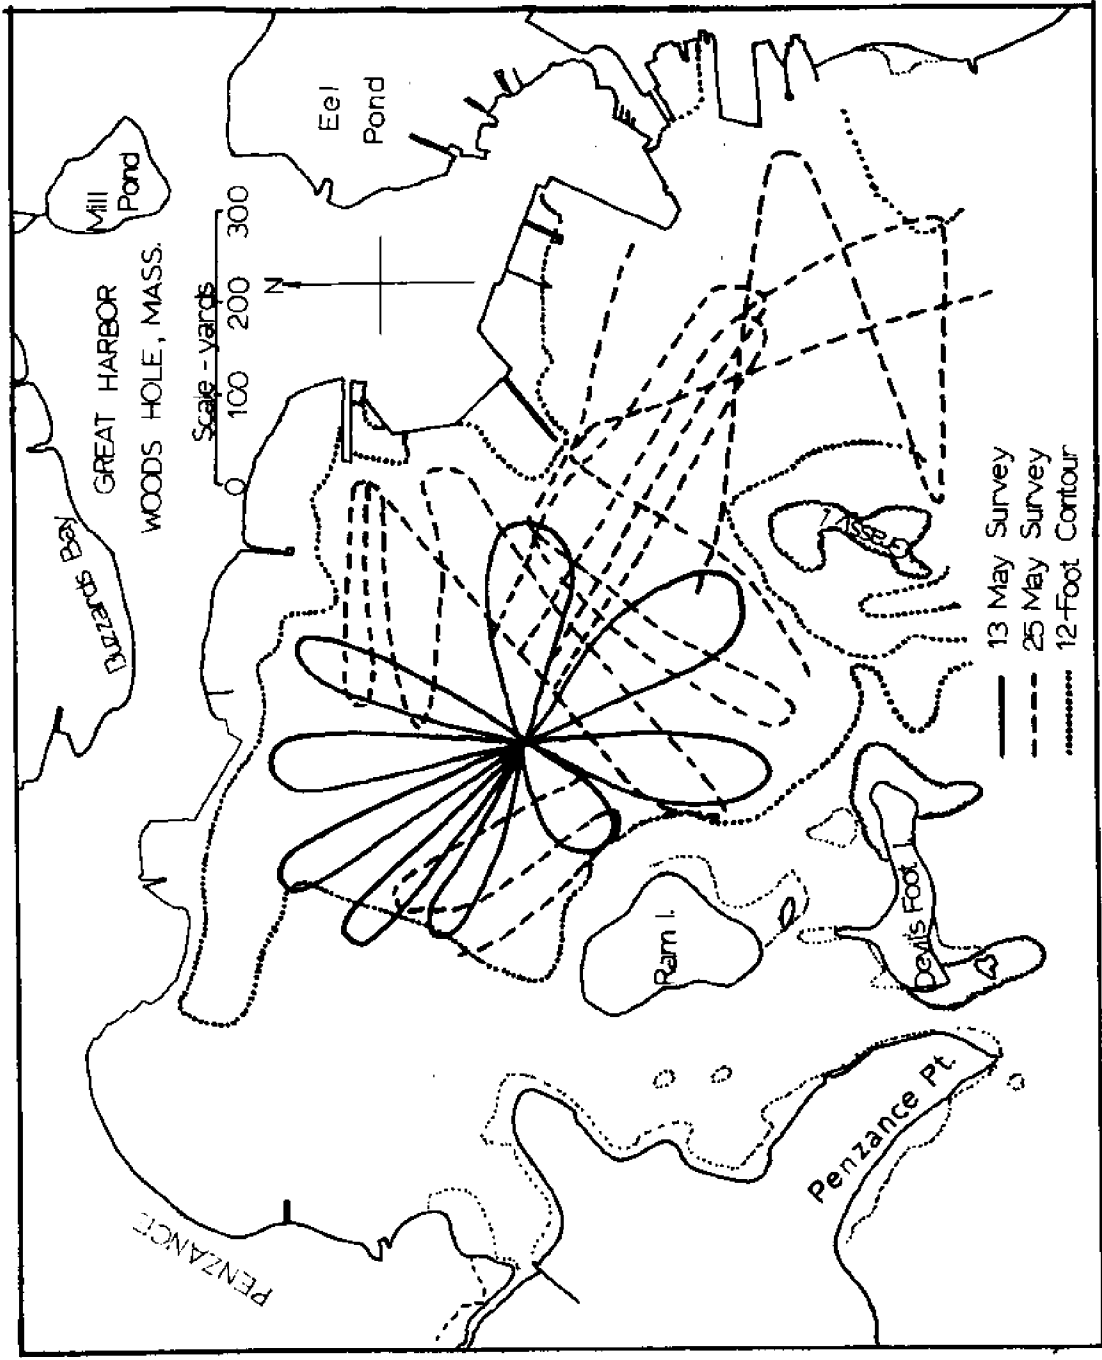 Mill
Pond
Eel
Pond
Buzzards Bay
GREAT HARBOR
WOODS HOLE, MASS.
Scale - yards
0 100 200 300
N
PENZANCE
Ram I.
Grassy I.
Devil's Foot I.
Penzance Pt.
13 May Survey
25 May Survey
12-Foot Contour